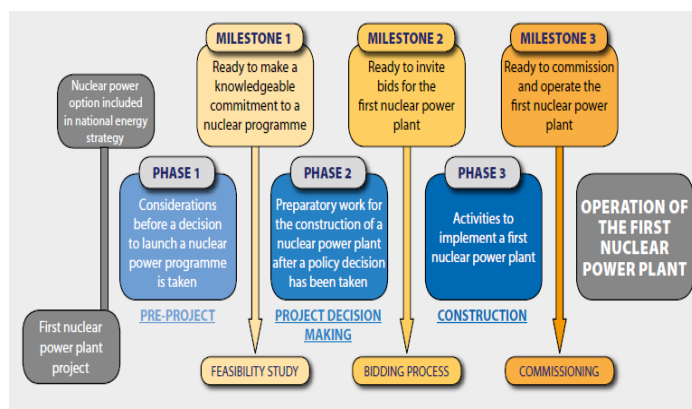 MILESTONE 1
Ready to make a
knowledgeable
commitment to a
nuclear programme
MILESTONE 2
Ready to invite
bids for the
first nuclear power
plant
MILESTONE 3
Ready to commission
and operate the
first nuclear power
plant
Nuclear power
option included
in national energy
strategy
PHASE 1
Considerations
before a decision
to launch a nuclear
power programme
is taken
PHASE 2
Preparatory work for
the construction of a
nuclear power plant
after a policy decision
has been taken
PHASE 3
Activities to
implement a first
nuclear power plant
OPERATION OF
THE FIRST
NUCLEAR
POWER PLANT
First nuclear
power plant
project
PRE-PROJECT
PROJECT DECISION
MAKING
CONSTRUCTION
FEASIBILITY STUDY
BIDDING PROCESS
COMMISSIONING